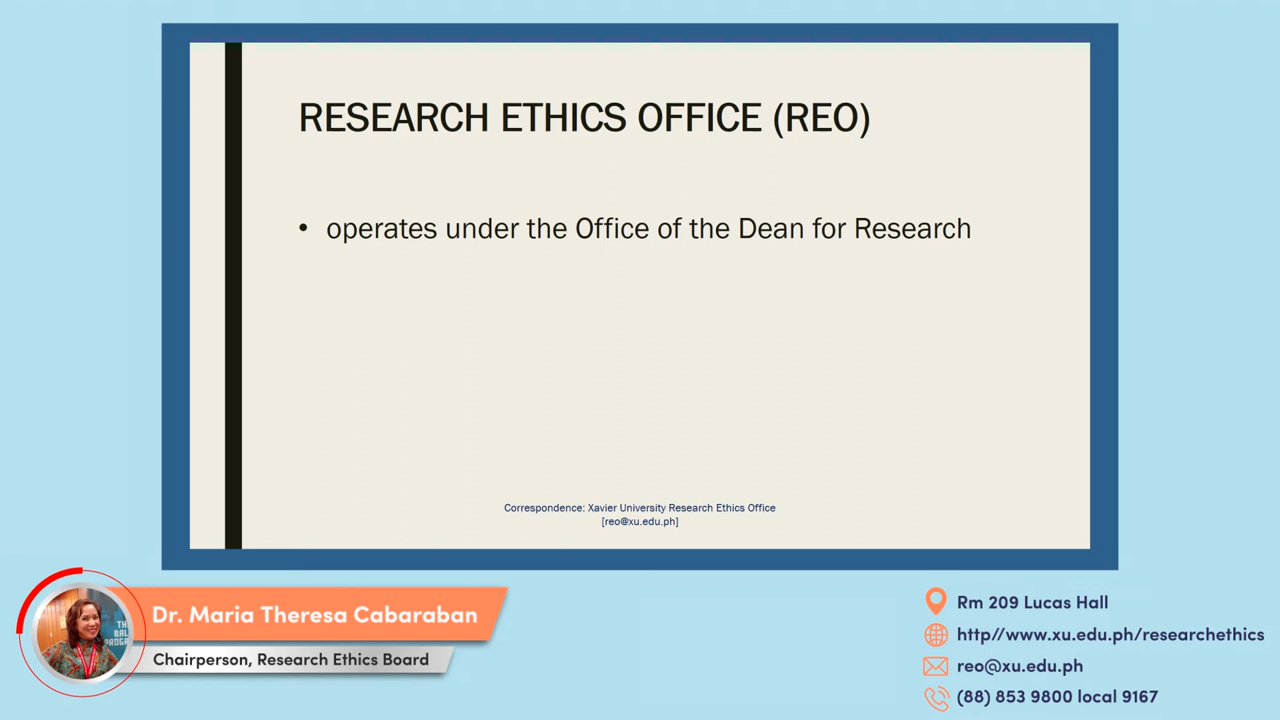 RESEARCH ETHICS OFFICE (REO)
• operates under the Office of the Dean for Research
Correspondence: Xavier University Research Ethics Office
[reo@xu.edu.ph]
Dr. Maria Theresa Cabaraban
Chairperson, Research Ethics Board
Rm 209 Lucas Hall
http//www.xu.edu.ph/researchethics
reo@xu.edu.ph
(88) 853 9800 local 9167